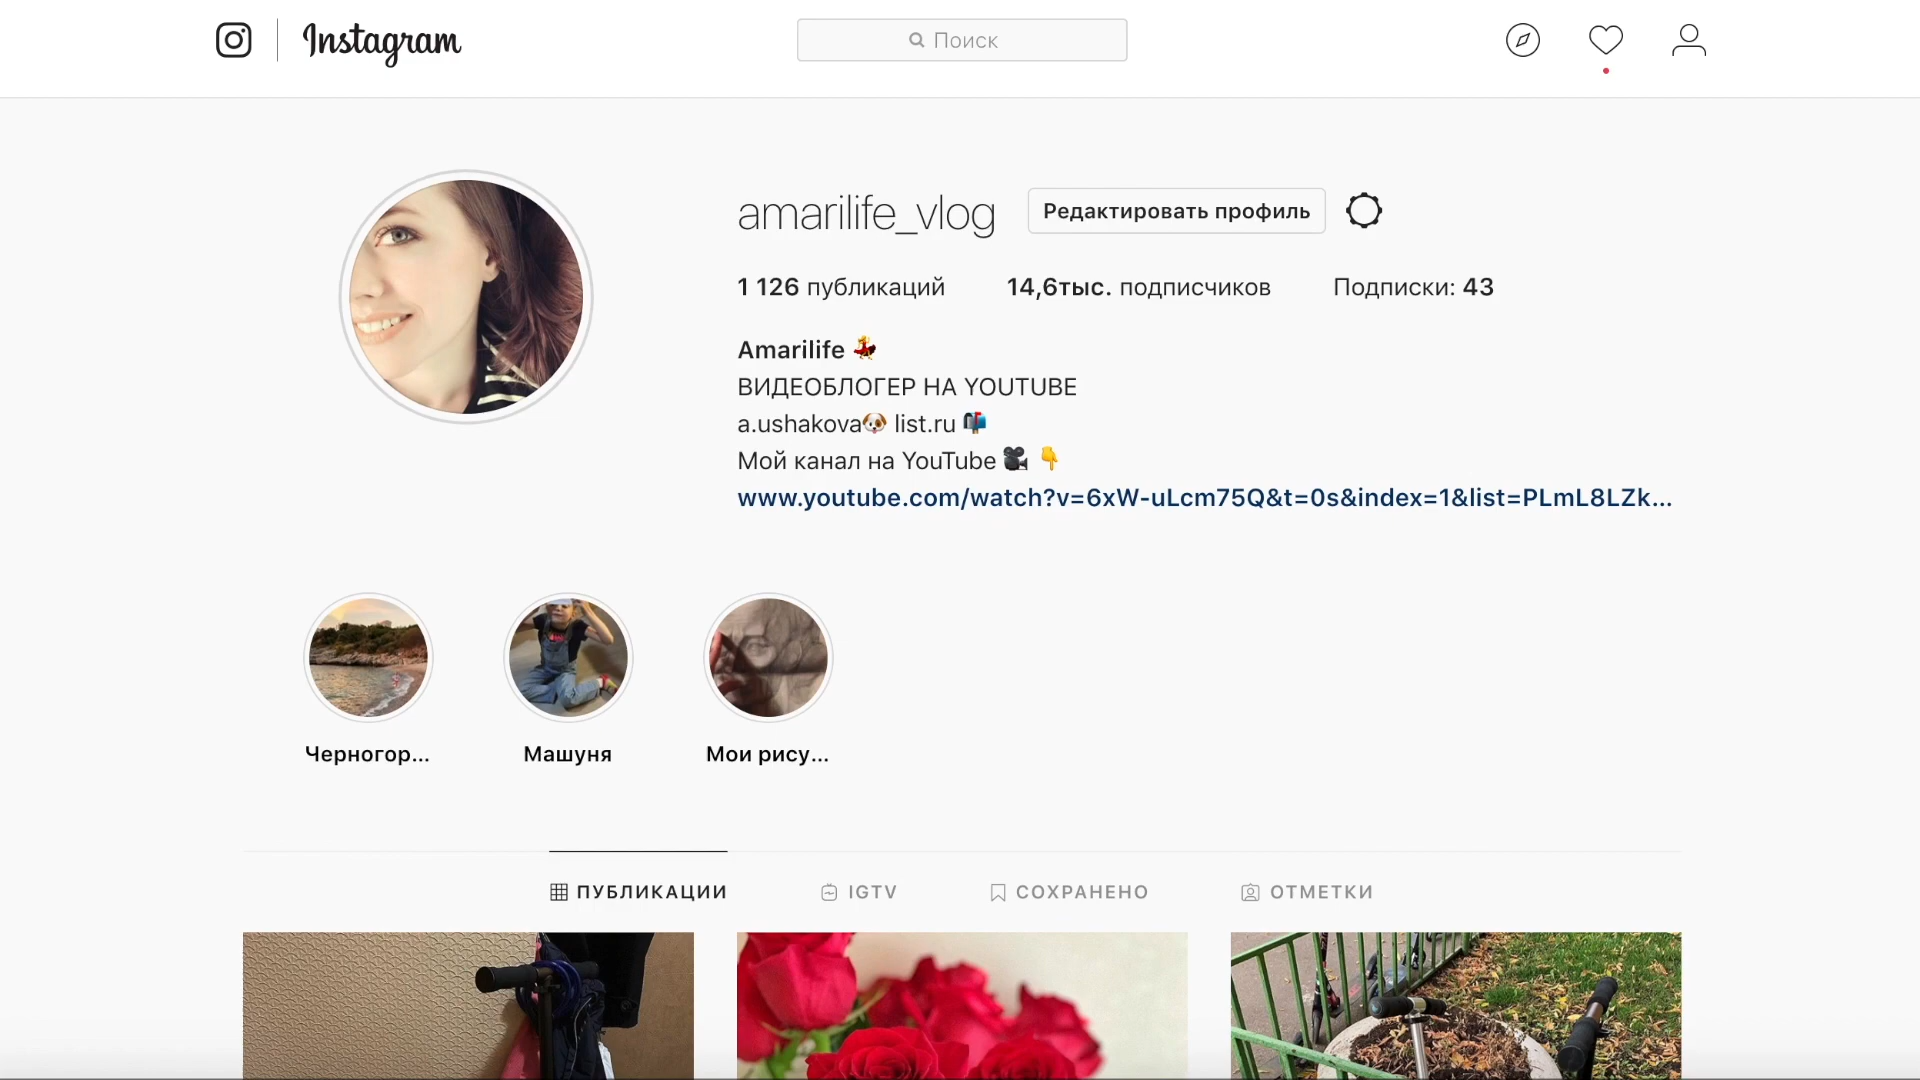 Instagram
Поиск
amarilife_vlog
Редактировать профиль
1 126 публикаций
14,6тыс. подписчиков
Подписки: 43
Amarilife 💃
ВИДЕОБЛОГЕР НА YOUTUBE
a.ushakova🐶 list.ru 📬
Мой канал на YouTube 🎥 👇
www.youtube.com/watch?v=6xW-uLcm75Q&t=0s&index=1&list=PLmL8LZk...
Черногор...
Машуня
Мои рису...
ПУБЛИКАЦИИ
IGTV
СОХРАНЕНО
ОТМЕТКИ